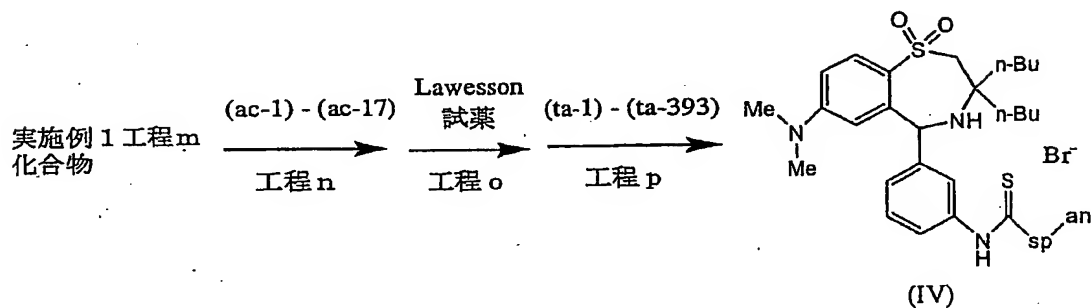 実施例1工程m
化合物
(ac-1) - (ac-17)
工程n
Lawesson
試薬
工程o
(ta-1) - (ta-393)
工程p
O
O
S
n-Bu
n-Bu
NH
Me
N
Me
Br⁻
S
N
H
sp
an
(IV)